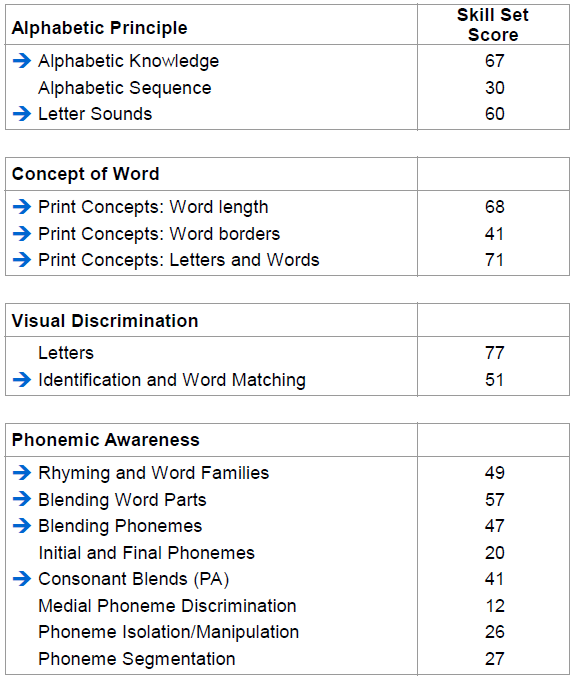 Alphabetic Principle Skill Set Score
→ Alphabetic Knowledge 67
Alphabetic Sequence 30
→ Letter Sounds 60
Concept of Word
→ Print Concepts: Word length 68
→ Print Concepts: Word borders 41
→ Print Concepts: Letters and Words 71
Visual Discrimination
Letters 77
→ Identification and Word Matching 51
Phonemic Awareness
→ Rhyming and Word Families 49
→ Blending Word Parts 57
→ Blending Phonemes 47
Initial and Final Phonemes 20
→ Consonant Blends (PA) 41
Medial Phoneme Discrimination 12
Phoneme Isolation/Manipulation 26
Phoneme Segmentation 27